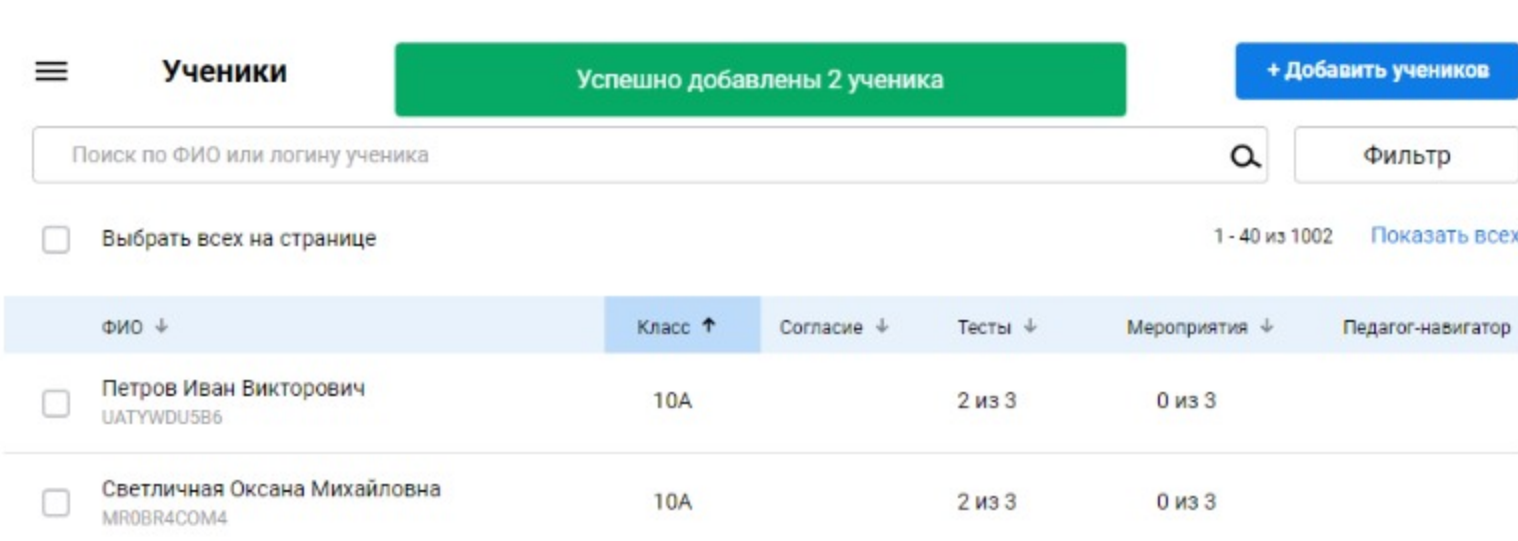 Ученики
Успешно добавлены 2 ученика
+ Добавить учеников
Поиск по ФИО или логину ученика
Фильтр
Выбрать всех на странице
1 - 40 из 1002
Показать всех
ФИО ↓ Класс ↑ Согласие ↓ Тесты ↓ Мероприятия ↓ Педагог-навигатор
Петров Иван Викторович 10А 2 из 3 0 из 3
UATYWDU5B6
Светличная Оксана Михайловна 10А 2 из 3 0 из 3
MR0BR4COM4